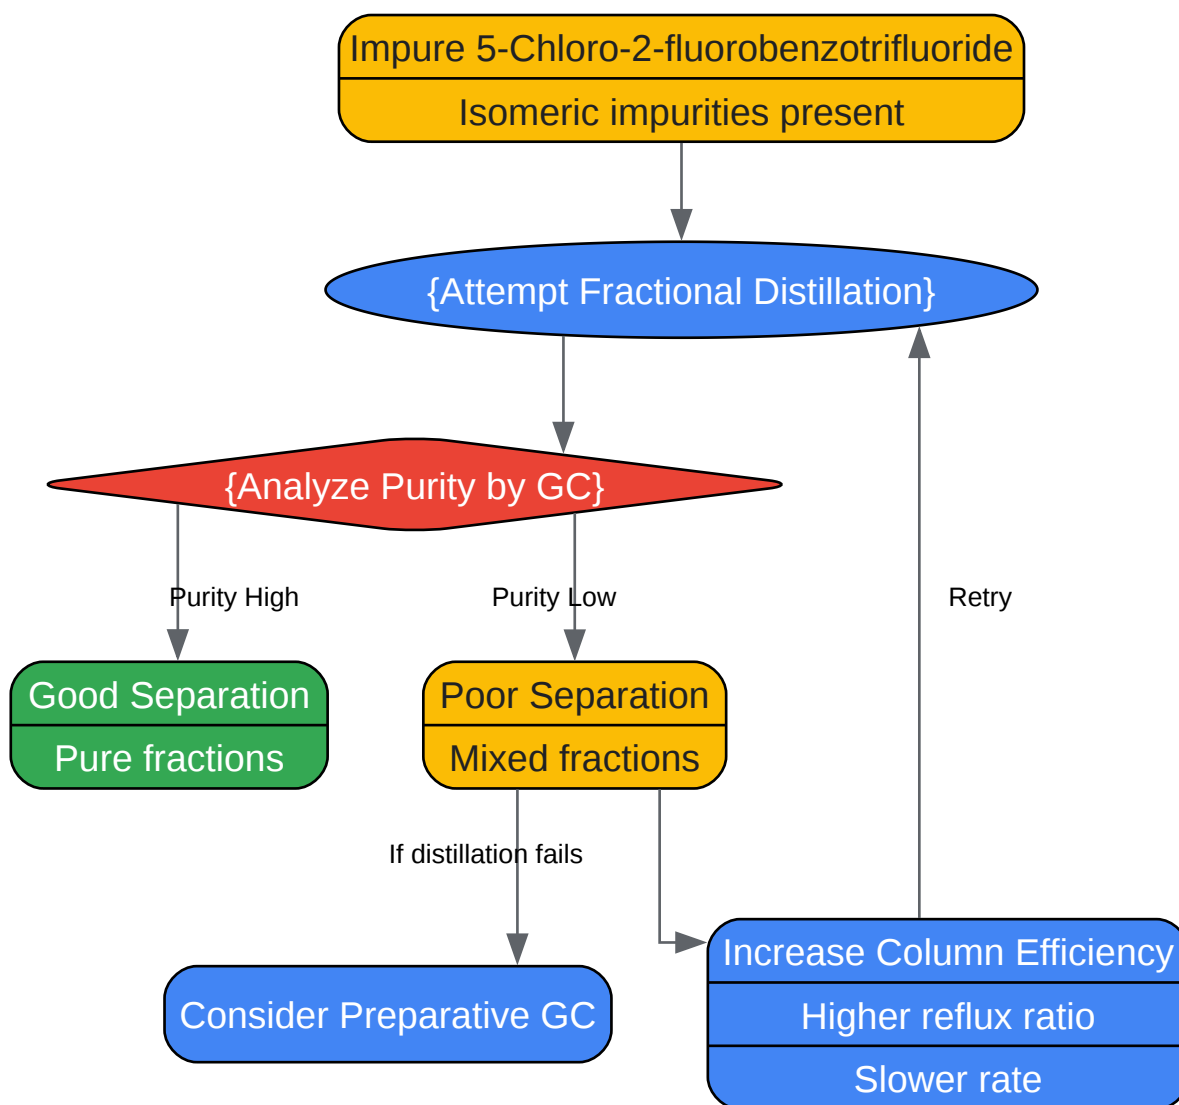 Impure 5-Chloro-2-fluorobenzotrifluoride
Isomeric impurities present
{Attempt Fractional Distillation}
{Analyze Purity by GC}
Purity High
Purity Low
Retry
Good Separation
Pure fractions
Poor Separation
Mixed fractions
If distillation fails
Consider Preparative GC
Increase Column Efficiency
Higher reflux ratio
Slower rate